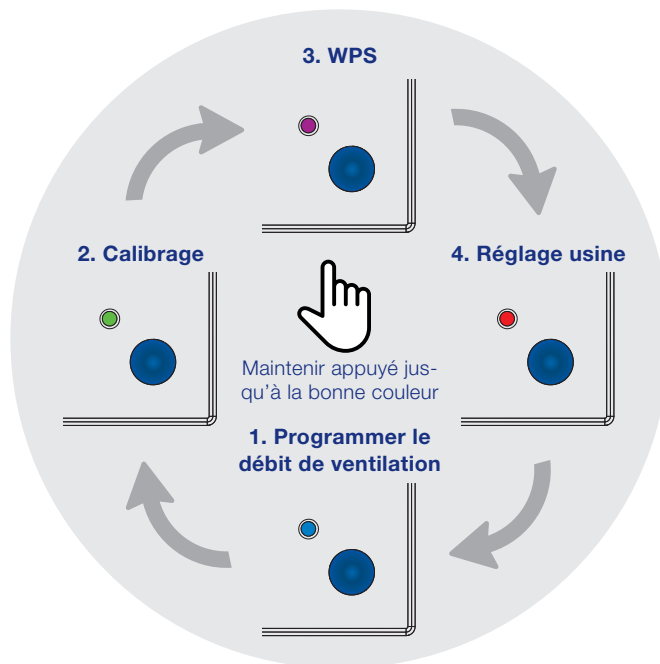 3. WPS
2. Calibrage
4. Réglage usine
Maintenir appuyé jus-
qu'à la bonne couleur
1. Programmer le
débit de ventilation